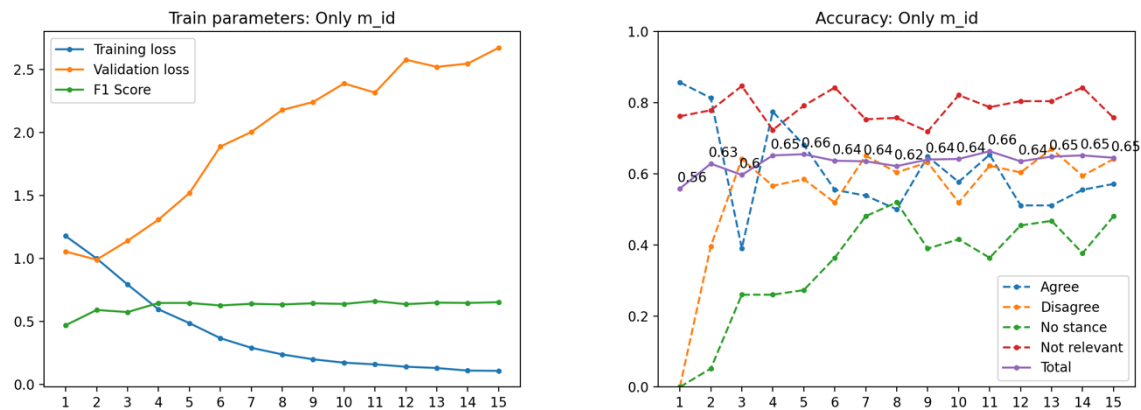 Train parameters: Only m_id
Training loss
Validation loss
F1 Score
2.5
2.0
1.5
1.0
0.5
0.0
1 2 3 4 5 6 7 8 9 10 11 12 13 14 15
Accuracy: Only m_id
1.0
0.8
0.6
0.4
0.2
0.0
0.56 0.63 0.6 0.65 0.66 0.64 0.64 0.62 0.64 0.64 0.66 0.64 0.65 0.65 0.65
Agree
Disagree
No stance
Not relevant
Total
1 2 3 4 5 6 7 8 9 10 11 12 13 14 15